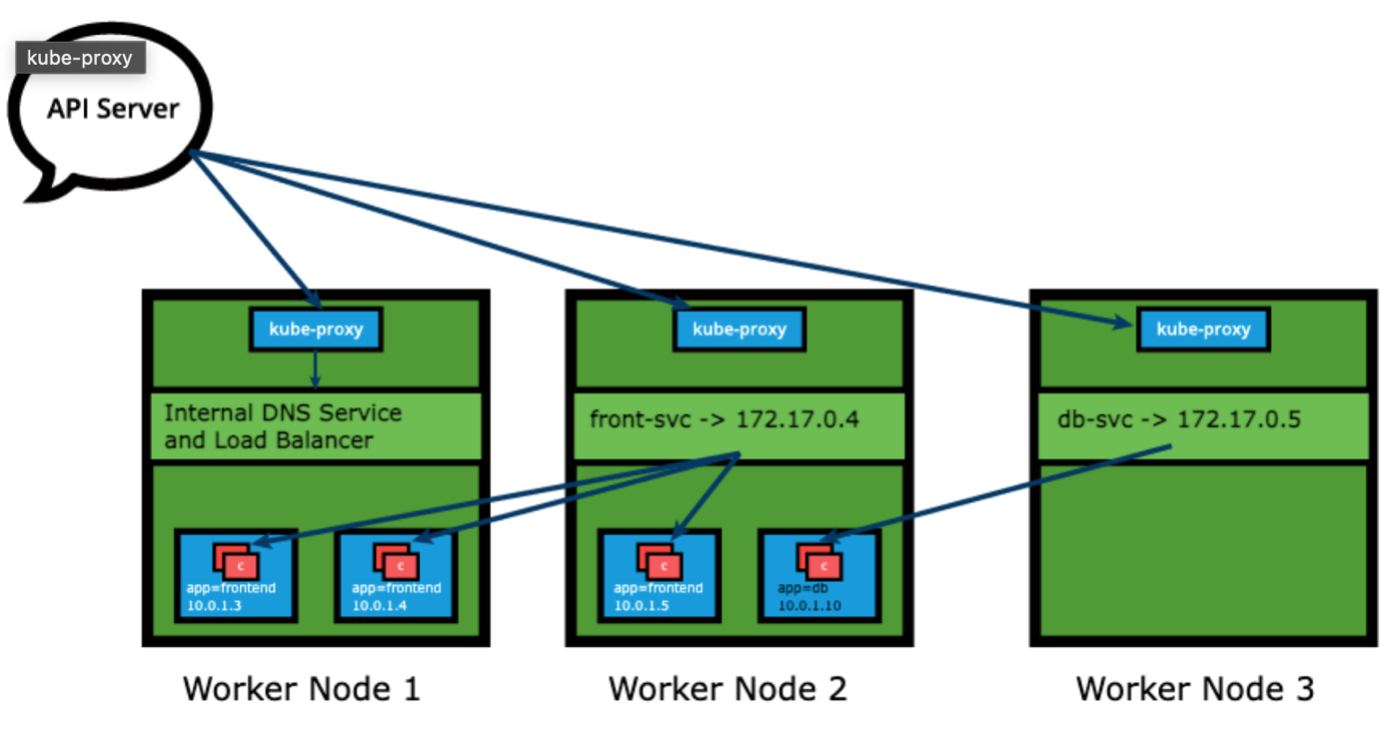 kube-proxy
API Server
kube-proxy
kube-proxy
kube-proxy
Internal DNS Service
and Load Balancer
front-svc -> 172.17.0.4
db-svc -> 172.17.0.5
c
app=frontend
10.0.1.3
c
app=frontend
10.0.1.4
c
app=frontend
10.0.1.5
c
app=db
10.0.1.10
Worker Node 1
Worker Node 2
Worker Node 3